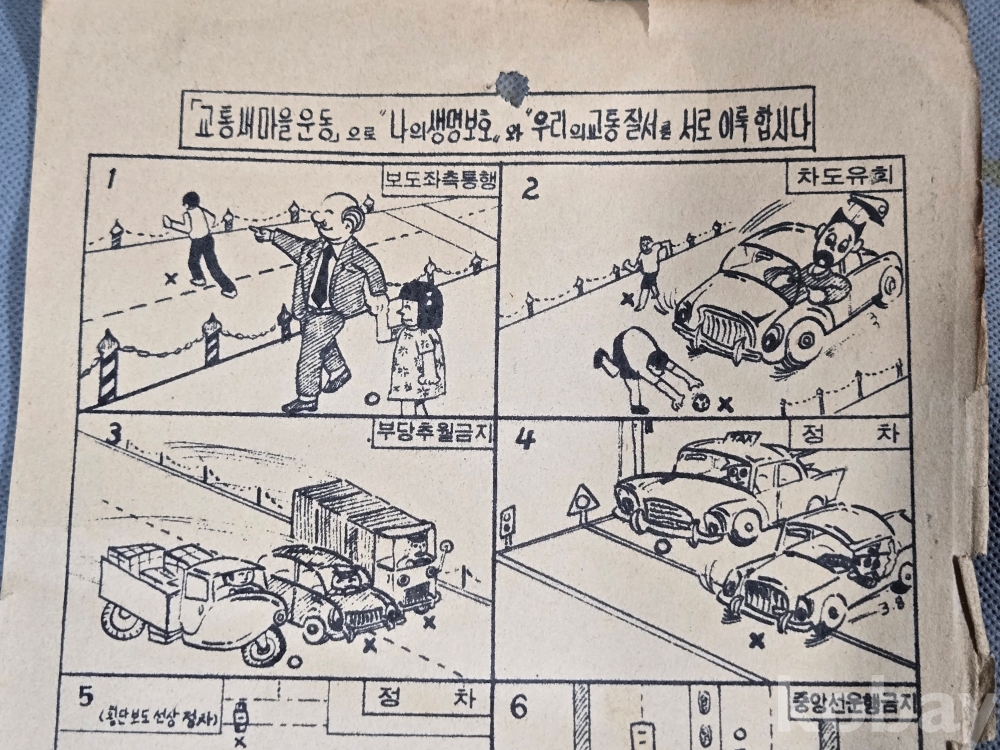 「교통새마을운동」으로 "나의생명보호"와 "우리의교통질서를 서로 이룩합시다
1
보도좌측통행
x
o
2
차도유희
x
x
3
부당추월금지
x
x
o
4
정 차
TAXI
o
x
3.8
5
정 차
(횡단보도선상 정차)
x
6
중앙선운행금지
o